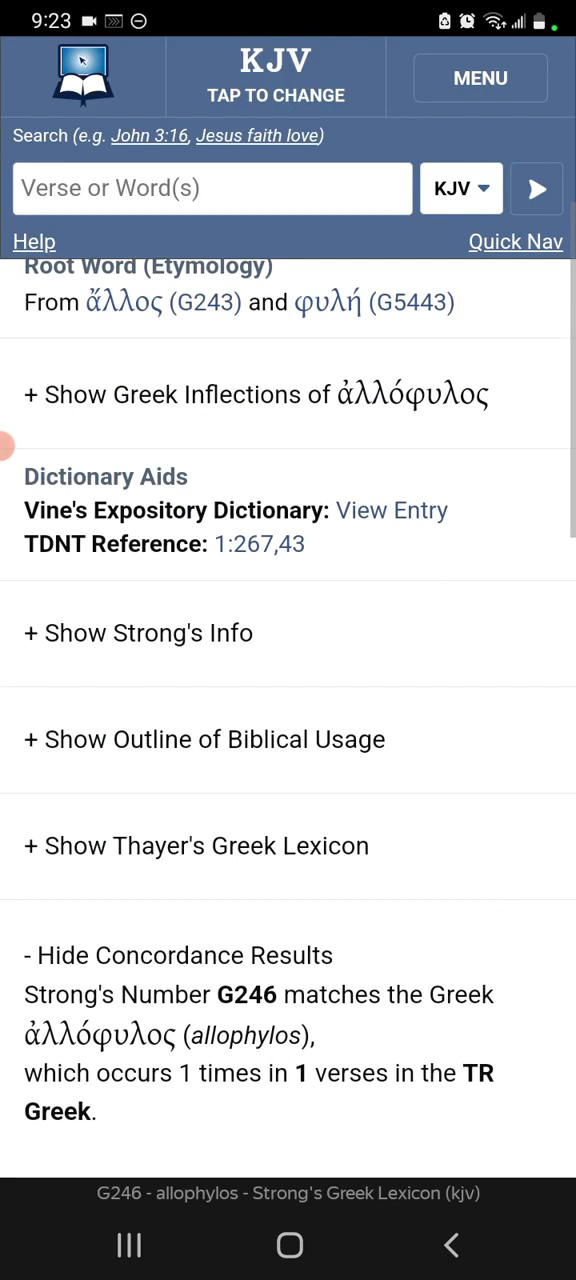 9:23
KJV
TAP TO CHANGE
MENU
Search (e.g. John 3:16, Jesus faith love)
Verse or Word(s)
KJV
Help
Quick Nav
Root Word (Etymology)
From ἄλλος (G243) and φυλή (G5443)
+ Show Greek Inflections of ἀλλόφυλος
Dictionary Aids
Vine's Expository Dictionary: View Entry
TDNT Reference: 1:267,43
+ Show Strong's Info
+ Show Outline of Biblical Usage
+ Show Thayer's Greek Lexicon
- Hide Concordance Results
Strong's Number G246 matches the Greek
ἀλλόφυλος (allophylos),
which occurs 1 times in 1 verses in the TR
Greek.
G246 - allophylos - Strong's Greek Lexicon (kjv)